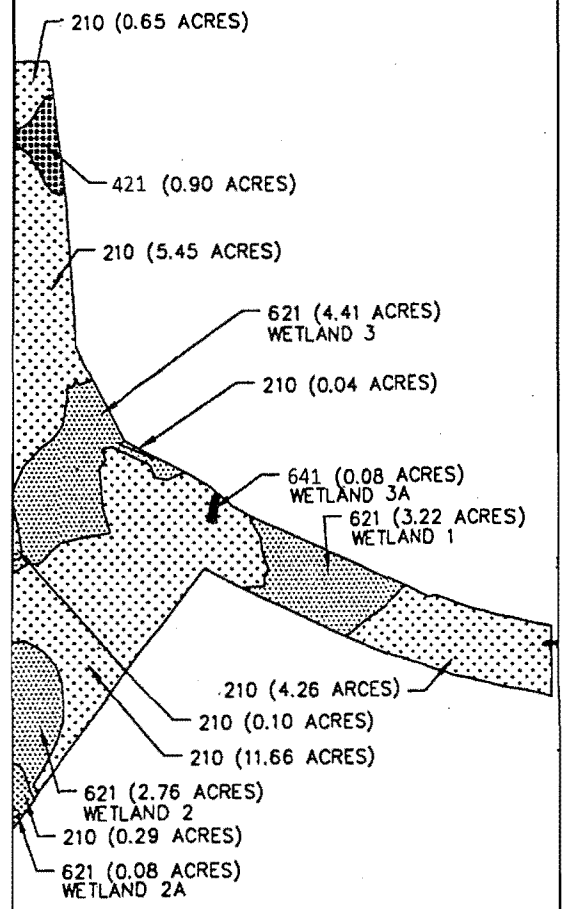 210 (0.65 ACRES)
421 (0.90 ACRES)
210 (5.45 ACRES)
621 (4.41 ACRES)
WETLAND 3
210 (0.04 ACRES)
641 (0.08 ACRES)
WETLAND 3A
621 (3.22 ACRES)
WETLAND 1
210 (4.26 ARCES)
210 (0.10 ACRES)
210 (11.66 ACRES)
621 (2.76 ACRES)
WETLAND 2
210 (0.29 ACRES)
621 (0.08 ACRES)
WETLAND 2A